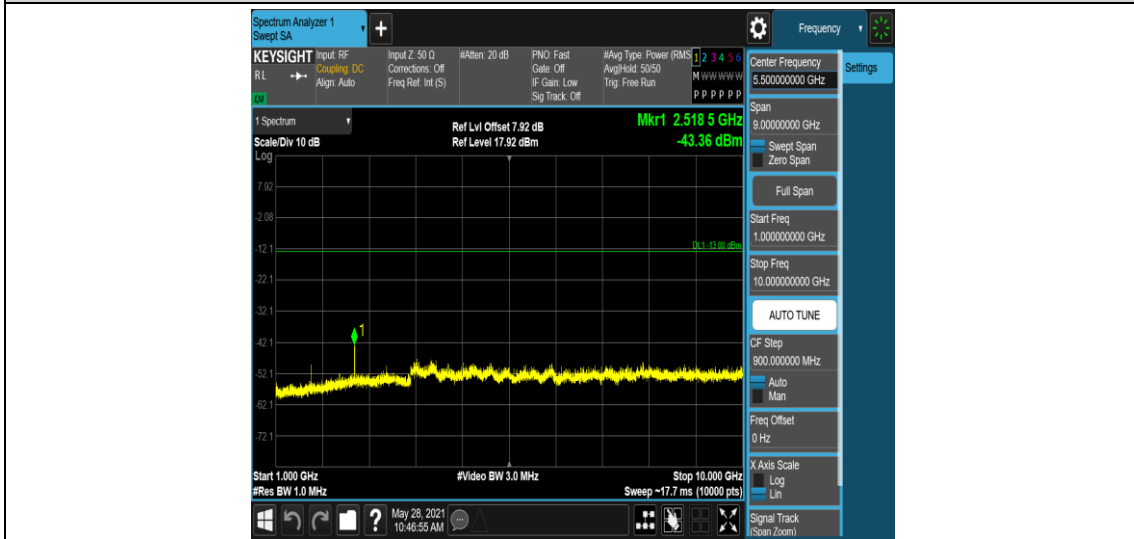 Spectrum Analyzer 1
Swept SA
Frequency
KEYSIGHT
RL
Input: RF
Coupling: DC
Align: Auto
Input Z: 50 Ω
Corrections: Off
Freq Ref: Int (S)
#Atten: 20 dB
PNO: Fast
Gate: Off
IF Gain: Low
Sig Track: Off
#Avg Type: Power (RMS
Avg|Hold: 50/50
Trig: Free Run
1 2 3 4 5 6
M W W W W W
P P P P P P
1 Spectrum
Scale/Div 10 dB
Log
Ref Lvl Offset 7.92 dB
Ref Level 17.92 dBm
Mkr1 2.518 5 GHz
-43.36 dBm
7.92
-2.08
-12.1
-22.1
-32.1
-42.1
-52.1
-62.1
-72.1
DL1 -13.00 dBm
1
Start 1.000 GHz
#Res BW 1.0 MHz
#Video BW 3.0 MHz
Stop 10.000 GHz
Sweep ~17.7 ms (10000 pts)
Center Frequency
5.500000000 GHz
Settings
Span
9.00000000 GHz
Swept Span
Zero Span
Full Span
Start Freq
1.000000000 GHz
Stop Freq
10.000000000 GHz
AUTO TUNE
CF Step
900.000000 MHz
Auto
Man
Freq Offset
0 Hz
X Axis Scale
Log
Lin
Signal Track
(Span Zoom)
?
May 28, 2021
10:46:55 AM